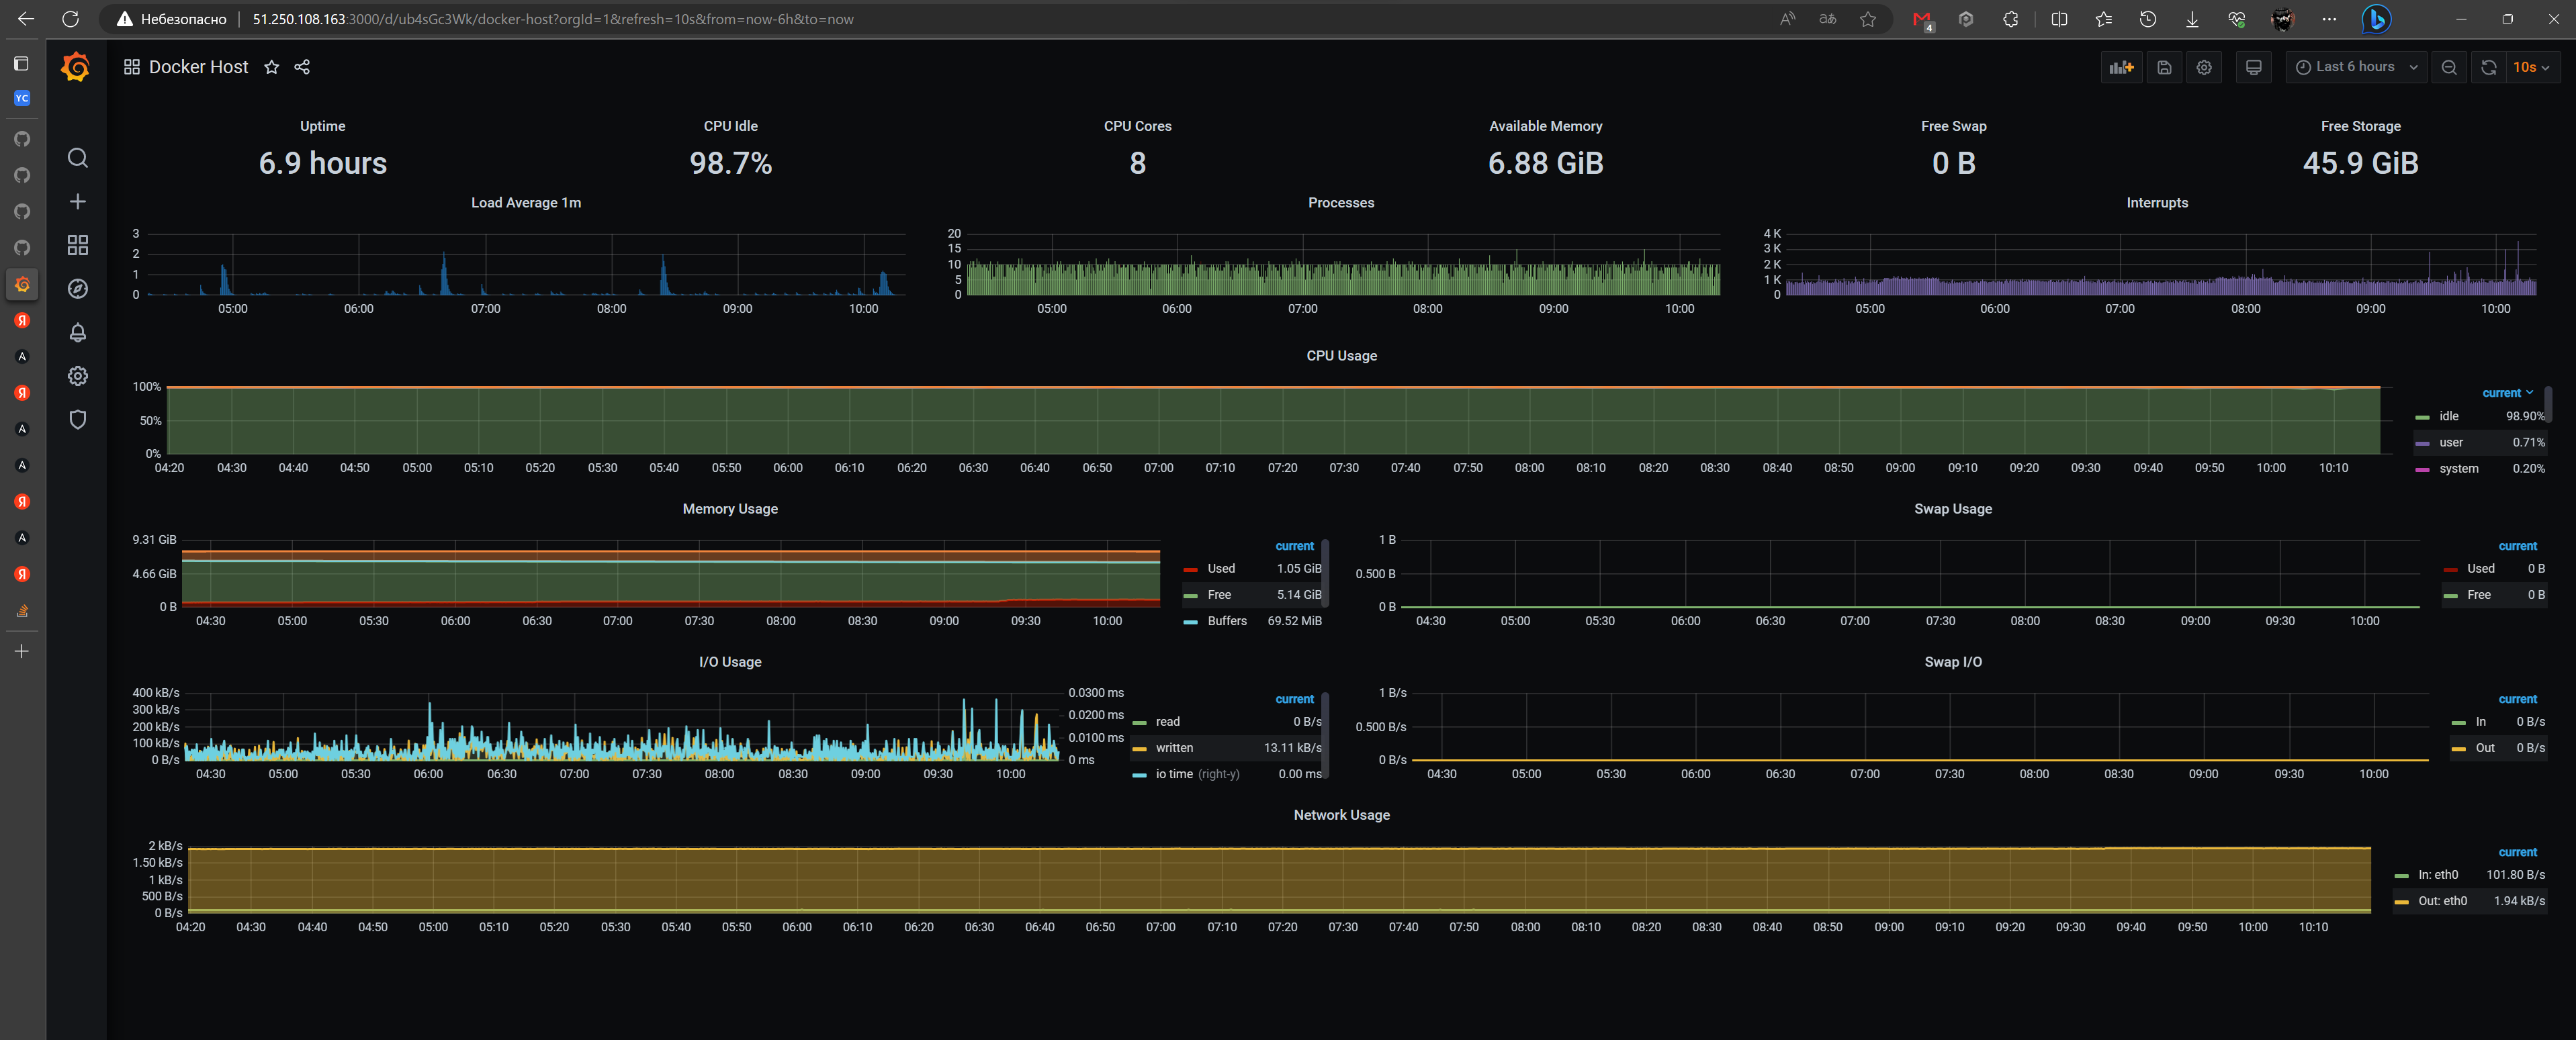 Небезопасно 51.250.108.163:3000/d/ub4sGc3Wk/docker-host?orgId=1&refresh=10s&from=now-6h&to=now
4
YC
Docker Host
Last 6 hours
10s
Uptime
6.9 hours
CPU Idle
98.7%
CPU Cores
8
Available Memory
6.88 GiB
Free Swap
0 B
Free Storage
45.9 GiB
Load Average 1m
3
2
1
0
05:00 06:00 07:00 08:00 09:00 10:00
Processes
20
15
10
5
0
05:00 06:00 07:00 08:00 09:00 10:00
Interrupts
4 K
3 K
2 K
1 K
0
05:00 06:00 07:00 08:00 09:00 10:00
CPU Usage
100%
50%
0%
04:20 04:30 04:40 04:50 05:00 05:10 05:20 05:30 05:40 05:50 06:00 06:10 06:20 06:30 06:40 06:50 07:00 07:10 07:20 07:30 07:40 07:50 08:00 08:10 08:20 08:30 08:40 08:50 09:00 09:10 09:20 09:30 09:40 09:50 10:00 10:10
current
idle 98.90%
user 0.71%
system 0.20%
Memory Usage
9.31 GiB
4.66 GiB
0 B
04:30 05:00 05:30 06:00 06:30 07:00 07:30 08:00 08:30 09:00 09:30 10:00
current
Used 1.05 GiB
Free 5.14 GiB
Buffers 69.52 MiB
Swap Usage
1 B
0.500 B
0 B
04:30 05:00 05:30 06:00 06:30 07:00 07:30 08:00 08:30 09:00 09:30 10:00
current
Used 0 B
Free 0 B
I/O Usage
400 kB/s
300 kB/s
200 kB/s
100 kB/s
0 B/s
0.0300 ms
0.0200 ms
0.0100 ms
0 ms
04:30 05:00 05:30 06:00 06:30 07:00 07:30 08:00 08:30 09:00 09:30 10:00
current
read 0 B/s
written 13.11 kB/s
io time (right-y) 0.00 ms
Swap I/O
1 B/s
0.500 B/s
0 B/s
04:30 05:00 05:30 06:00 06:30 07:00 07:30 08:00 08:30 09:00 09:30 10:00
current
In 0 B/s
Out 0 B/s
Network Usage
2 kB/s
1.50 kB/s
1 kB/s
500 B/s
0 B/s
04:20 04:30 04:40 04:50 05:00 05:10 05:20 05:30 05:40 05:50 06:00 06:10 06:20 06:30 06:40 06:50 07:00 07:10 07:20 07:30 07:40 07:50 08:00 08:10 08:20 08:30 08:40 08:50 09:00 09:10 09:20 09:30 09:40 09:50 10:00 10:10
current
In: eth0 101.80 B/s
Out: eth0 1.94 kB/s